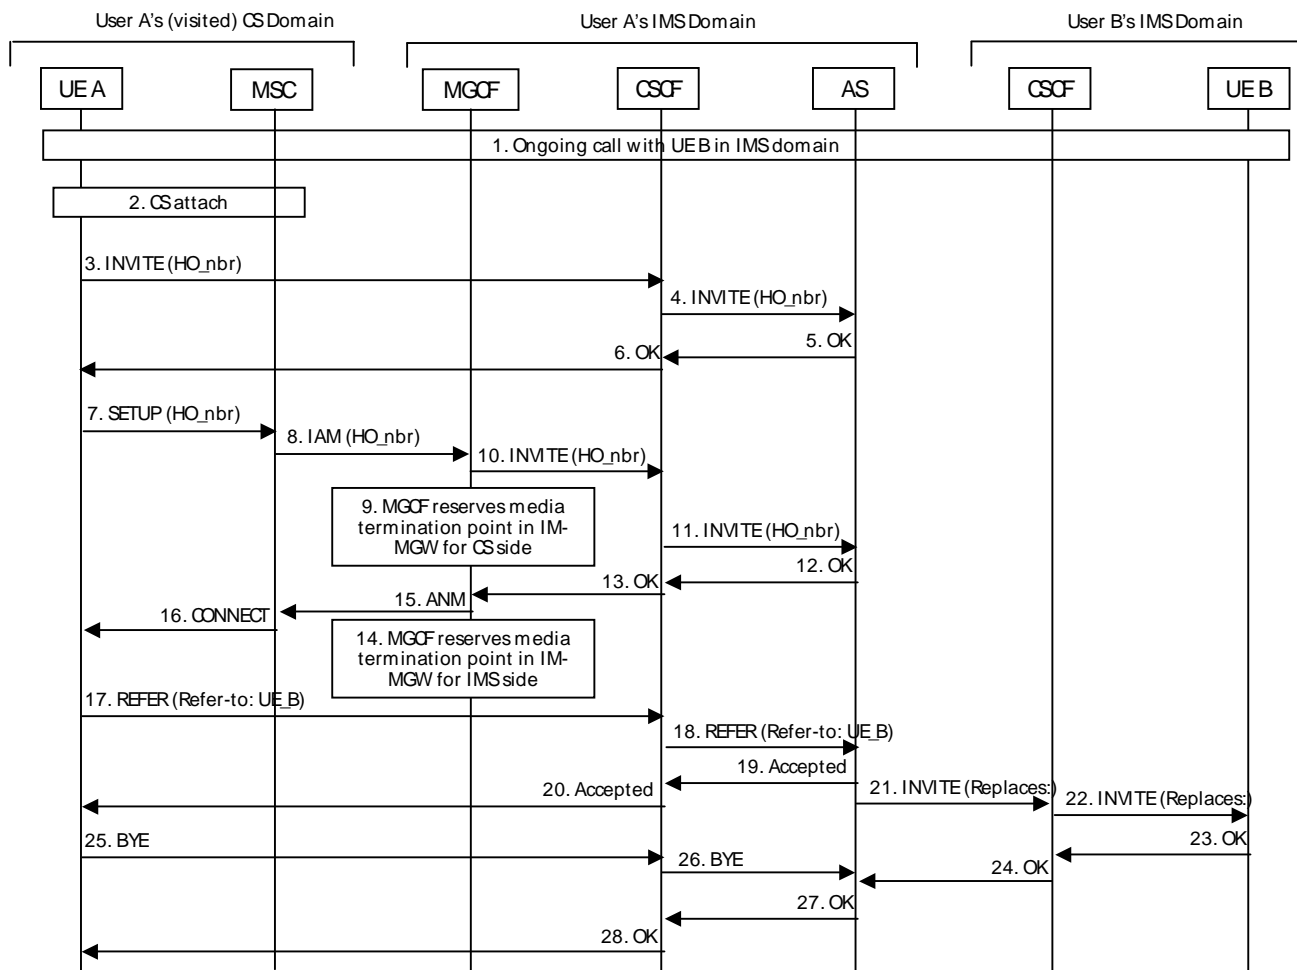 User A's (visited) CS Domain
User A's IMS Domain
User B's IMS Domain
UE A
MSC
MGCF
CSCF
AS
CSCF
UE B
1. Ongoing call with UE B in IMS domain
2. CS attach
3. INVITE (HO_nbr)
4. INVITE (HO_nbr)
5. OK
6. OK
7. SETUP (HO_nbr)
8. IAM (HO_nbr)
10. INVITE (HO_nbr)
9. MGCF reserves media
termination point in IM-
MGW for CS side
11. INVITE (HO_nbr)
12. OK
13. OK
15. ANM
16. CONNECT
14. MGCF reserves media
termination point in IM-
MGW for IMS side
17. REFER (Refer-to: UE_B)
18. REFER (Refer-to: UE_B)
19. Accepted
20. Accepted
21. INVITE (Replaces:)
22. INVITE (Replaces:)
23. OK
24. OK
25. BYE
26. BYE
27. OK
28. OK